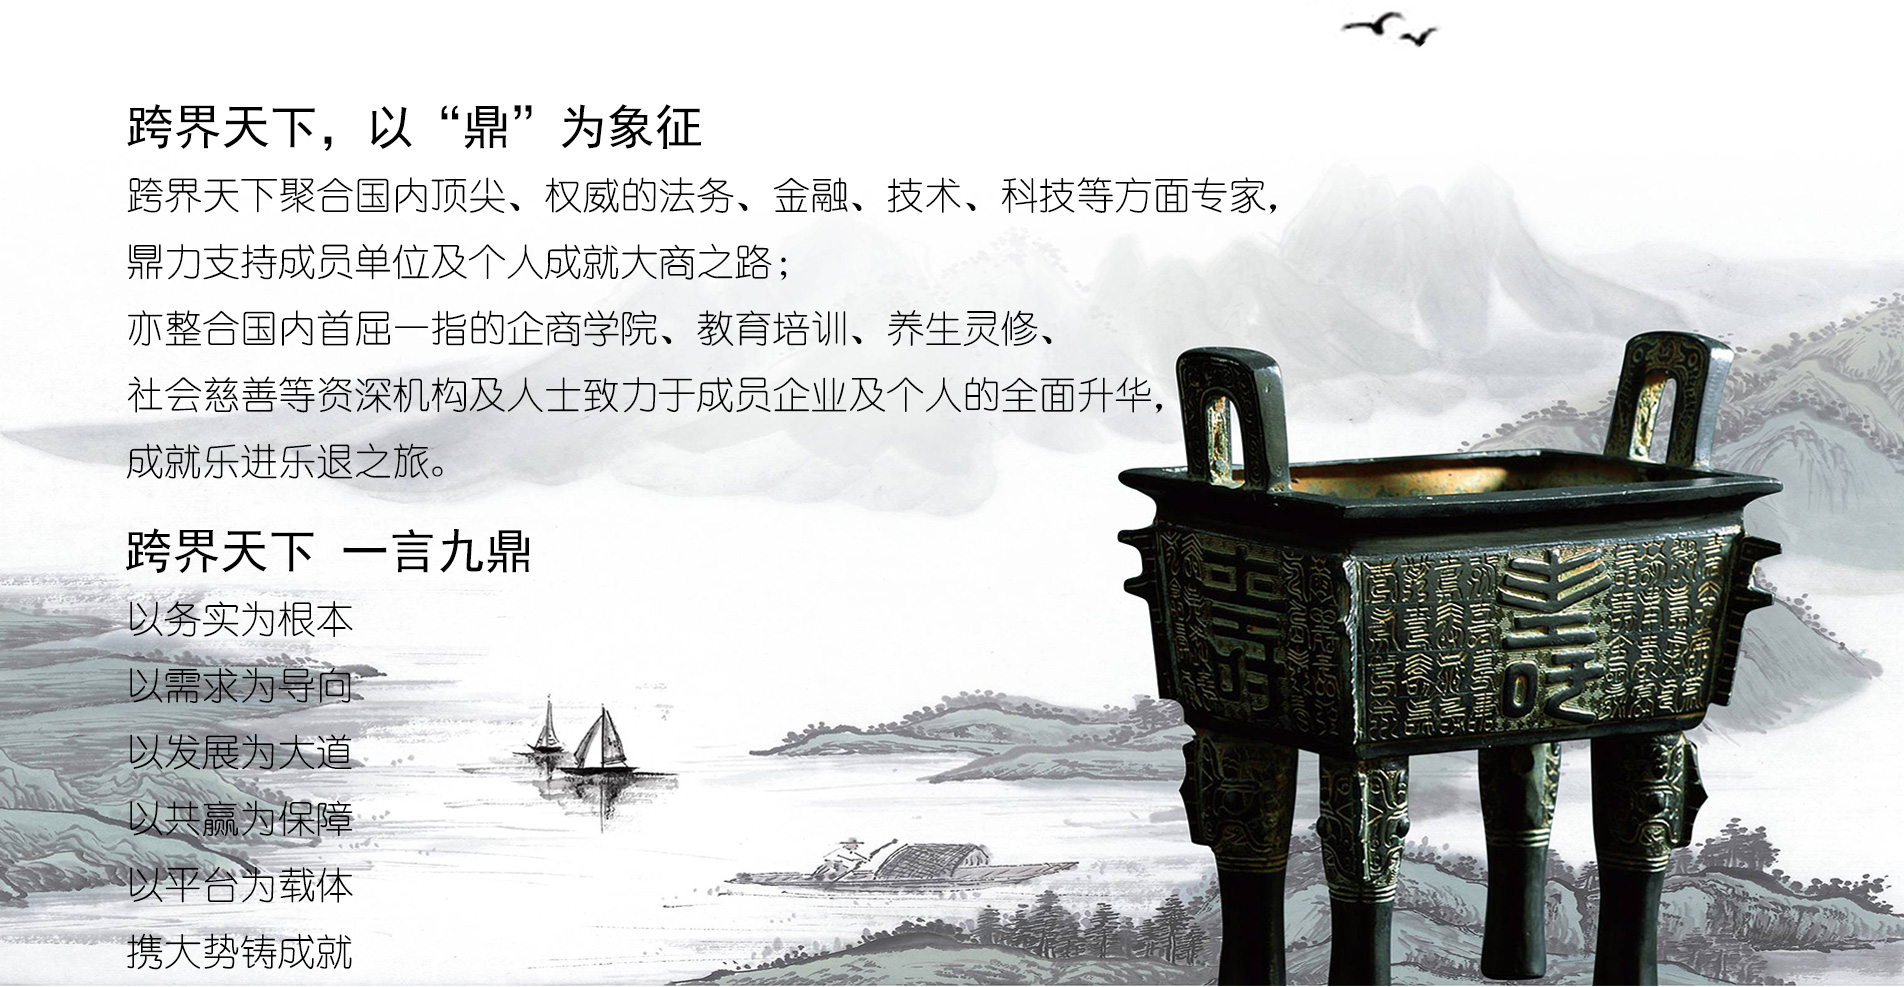 跨界天下，以“鼎”为象征
跨界天下聚合国内顶尖、权威的法务、金融、技术、科技等方面专家，
鼎力支持成员单位及个人成就大商之路；
亦整合国内首屈一指的企商学院、教育培训、养生灵修、
社会慈善等资深机构及人士致力于成员企业及个人的全面升华，
成就乐进乐退之旅。
跨界天下 一言九鼎
以务实为根本
以需求为导向
以发展为大道
以共赢为保障
以平台为载体
携大势铸成就